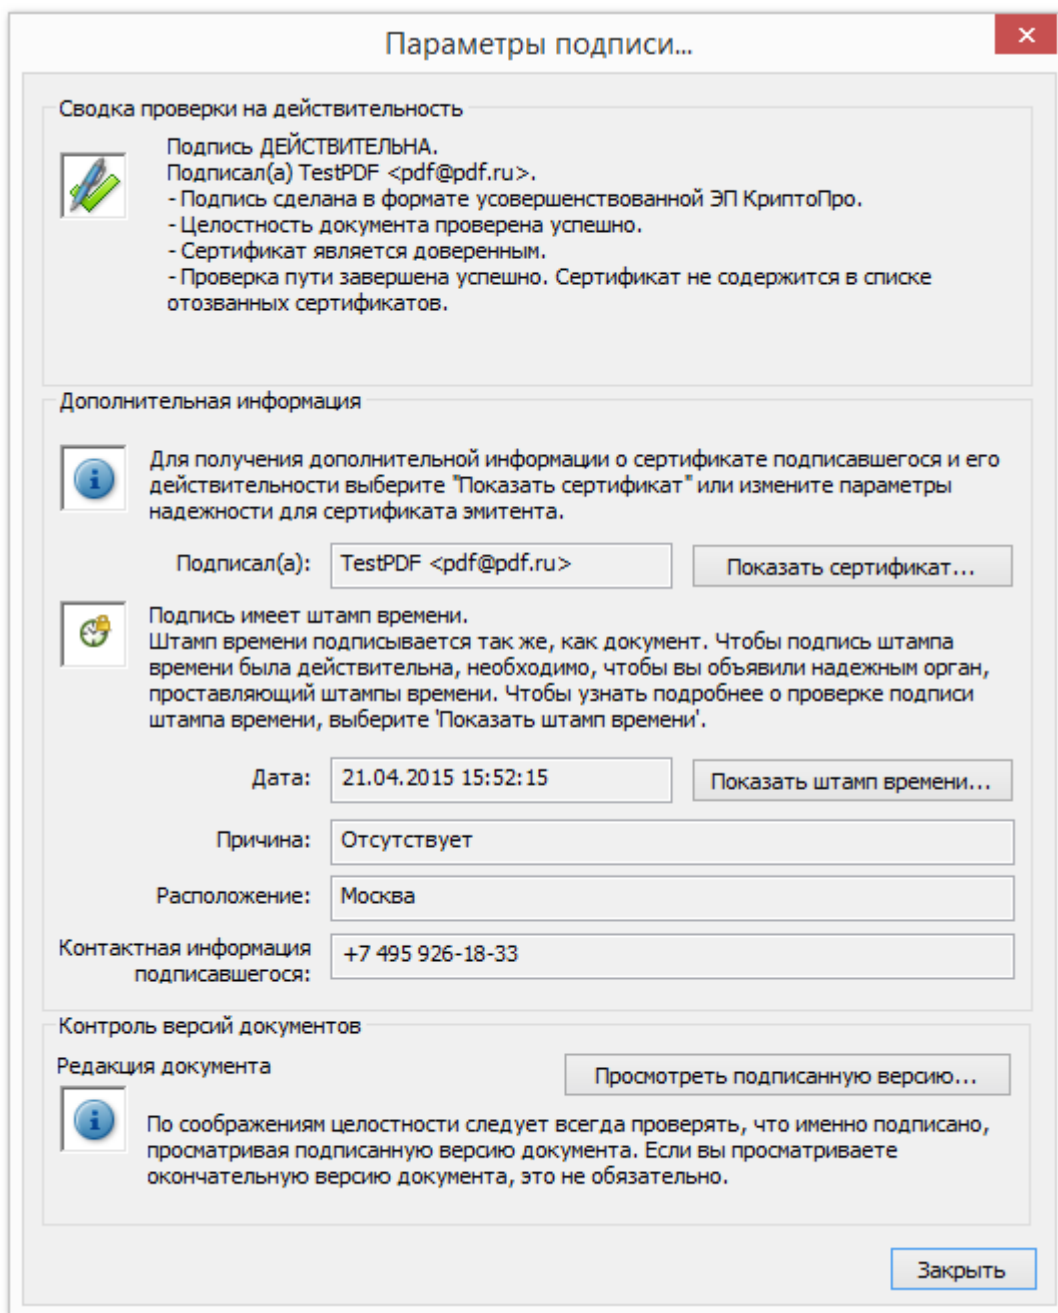 Параметры подписи...
Сводка проверки на действительность
Подпись ДЕЙСТВИТЕЛЬНА.
Подписал(а) TestPDF <pdf@pdf.ru>.
- Подпись сделана в формате усовершенствованной ЭП КриптоПро.
- Целостность документа проверена успешно.
- Сертификат является доверенным.
- Проверка пути завершена успешно. Сертификат не содержится в списке
отозванных сертификатов.
Дополнительная информация
Для получения дополнительной информации о сертификате подписавшегося и его
действительности выберите "Показать сертификат" или измените параметры
надежности для сертификата эмитента.
Подписал(а): TestPDF <pdf@pdf.ru> Показать сертификат...
Подпись имеет штамп времени.
Штамп времени подписывается так же, как документ. Чтобы подпись штампа
времени была действительна, необходимо, чтобы вы объявили надежным орган,
проставляющий штампы времени. Чтобы узнать подробнее о проверке подписи
штампа времени, выберите 'Показать штамп времени'.
Дата: 21.04.2015 15:52:15 Показать штамп времени...
Причина: Отсутствует
Расположение: Москва
Контактная информация
подписавшегося: +7 495 926-18-33
Контроль версий документов
Редакция документа Просмотреть подписанную версию...
По соображениям целостности следует всегда проверять, что именно подписано,
просматривая подписанную версию документа. Если вы просматриваете
окончательную версию документа, это не обязательно.
Закрыть